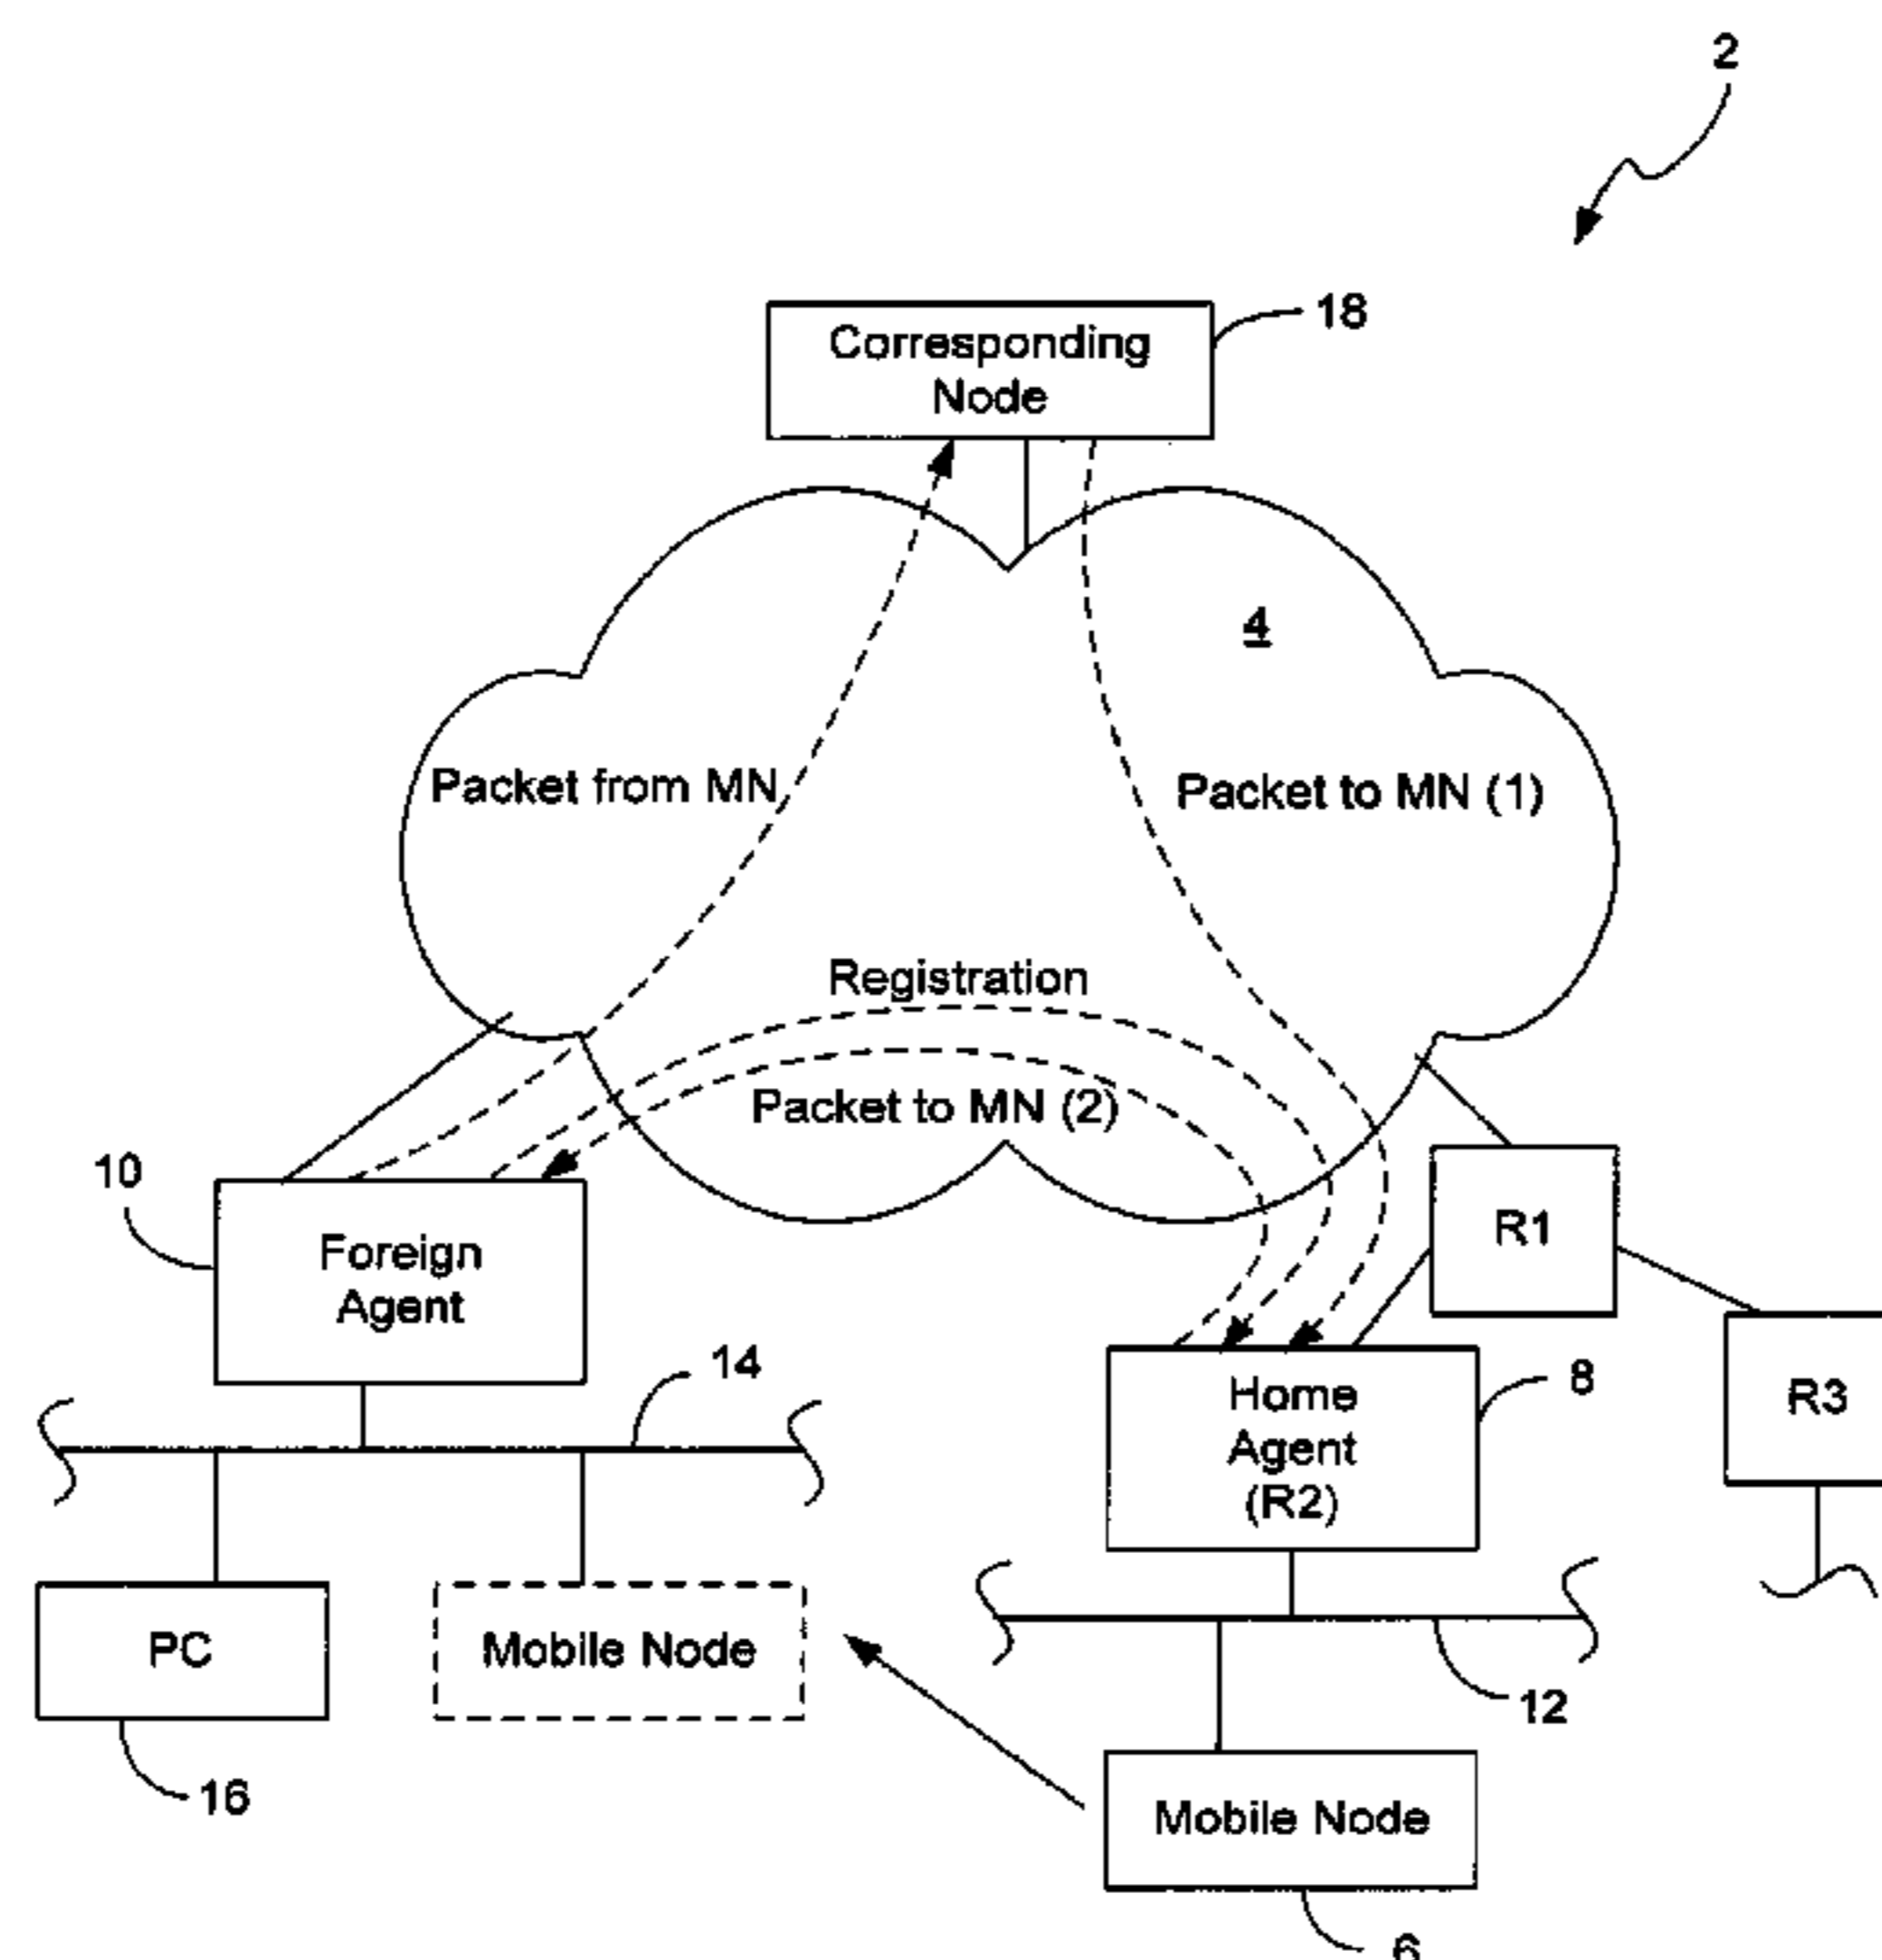 2
18
Corresponding
Node
4
Packet from MN
Packet to MN (1)
Registration
Packet to MN (2)
10
Foreign
Agent
R1
14
Home
Agent
(R2)
8
R3
PC
Mobile Node
12
16
Mobile Node
6